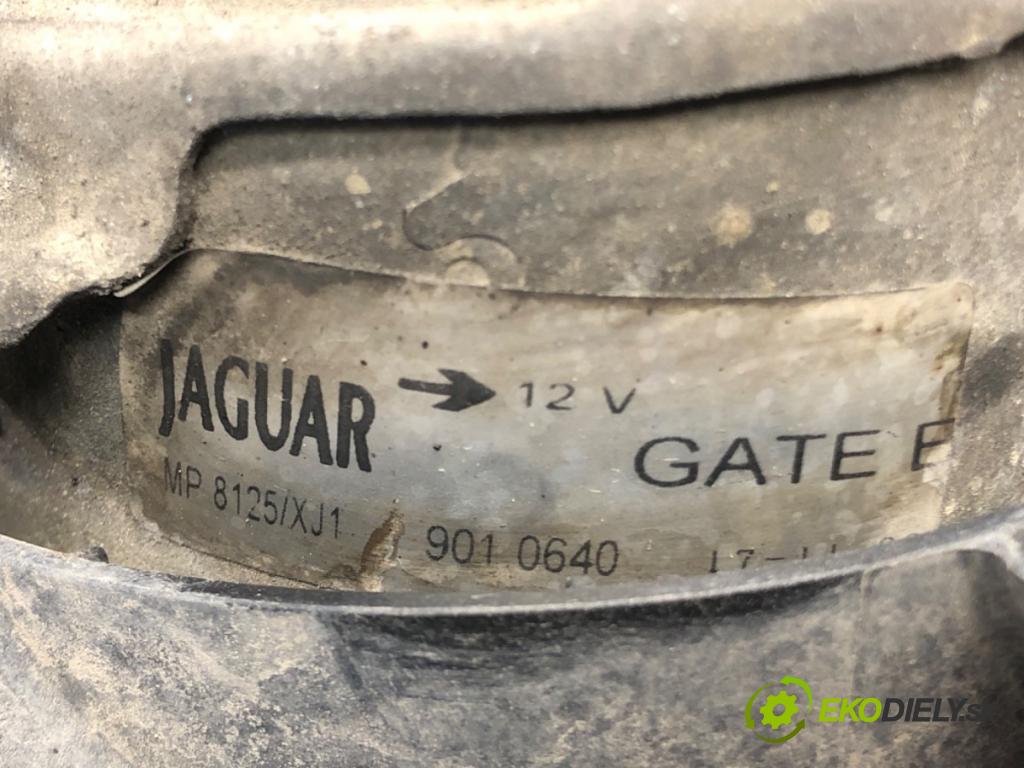 JAGUAR → 12 V
GATE
MP 8125/XJ1 901 0640
EKODIELY.s